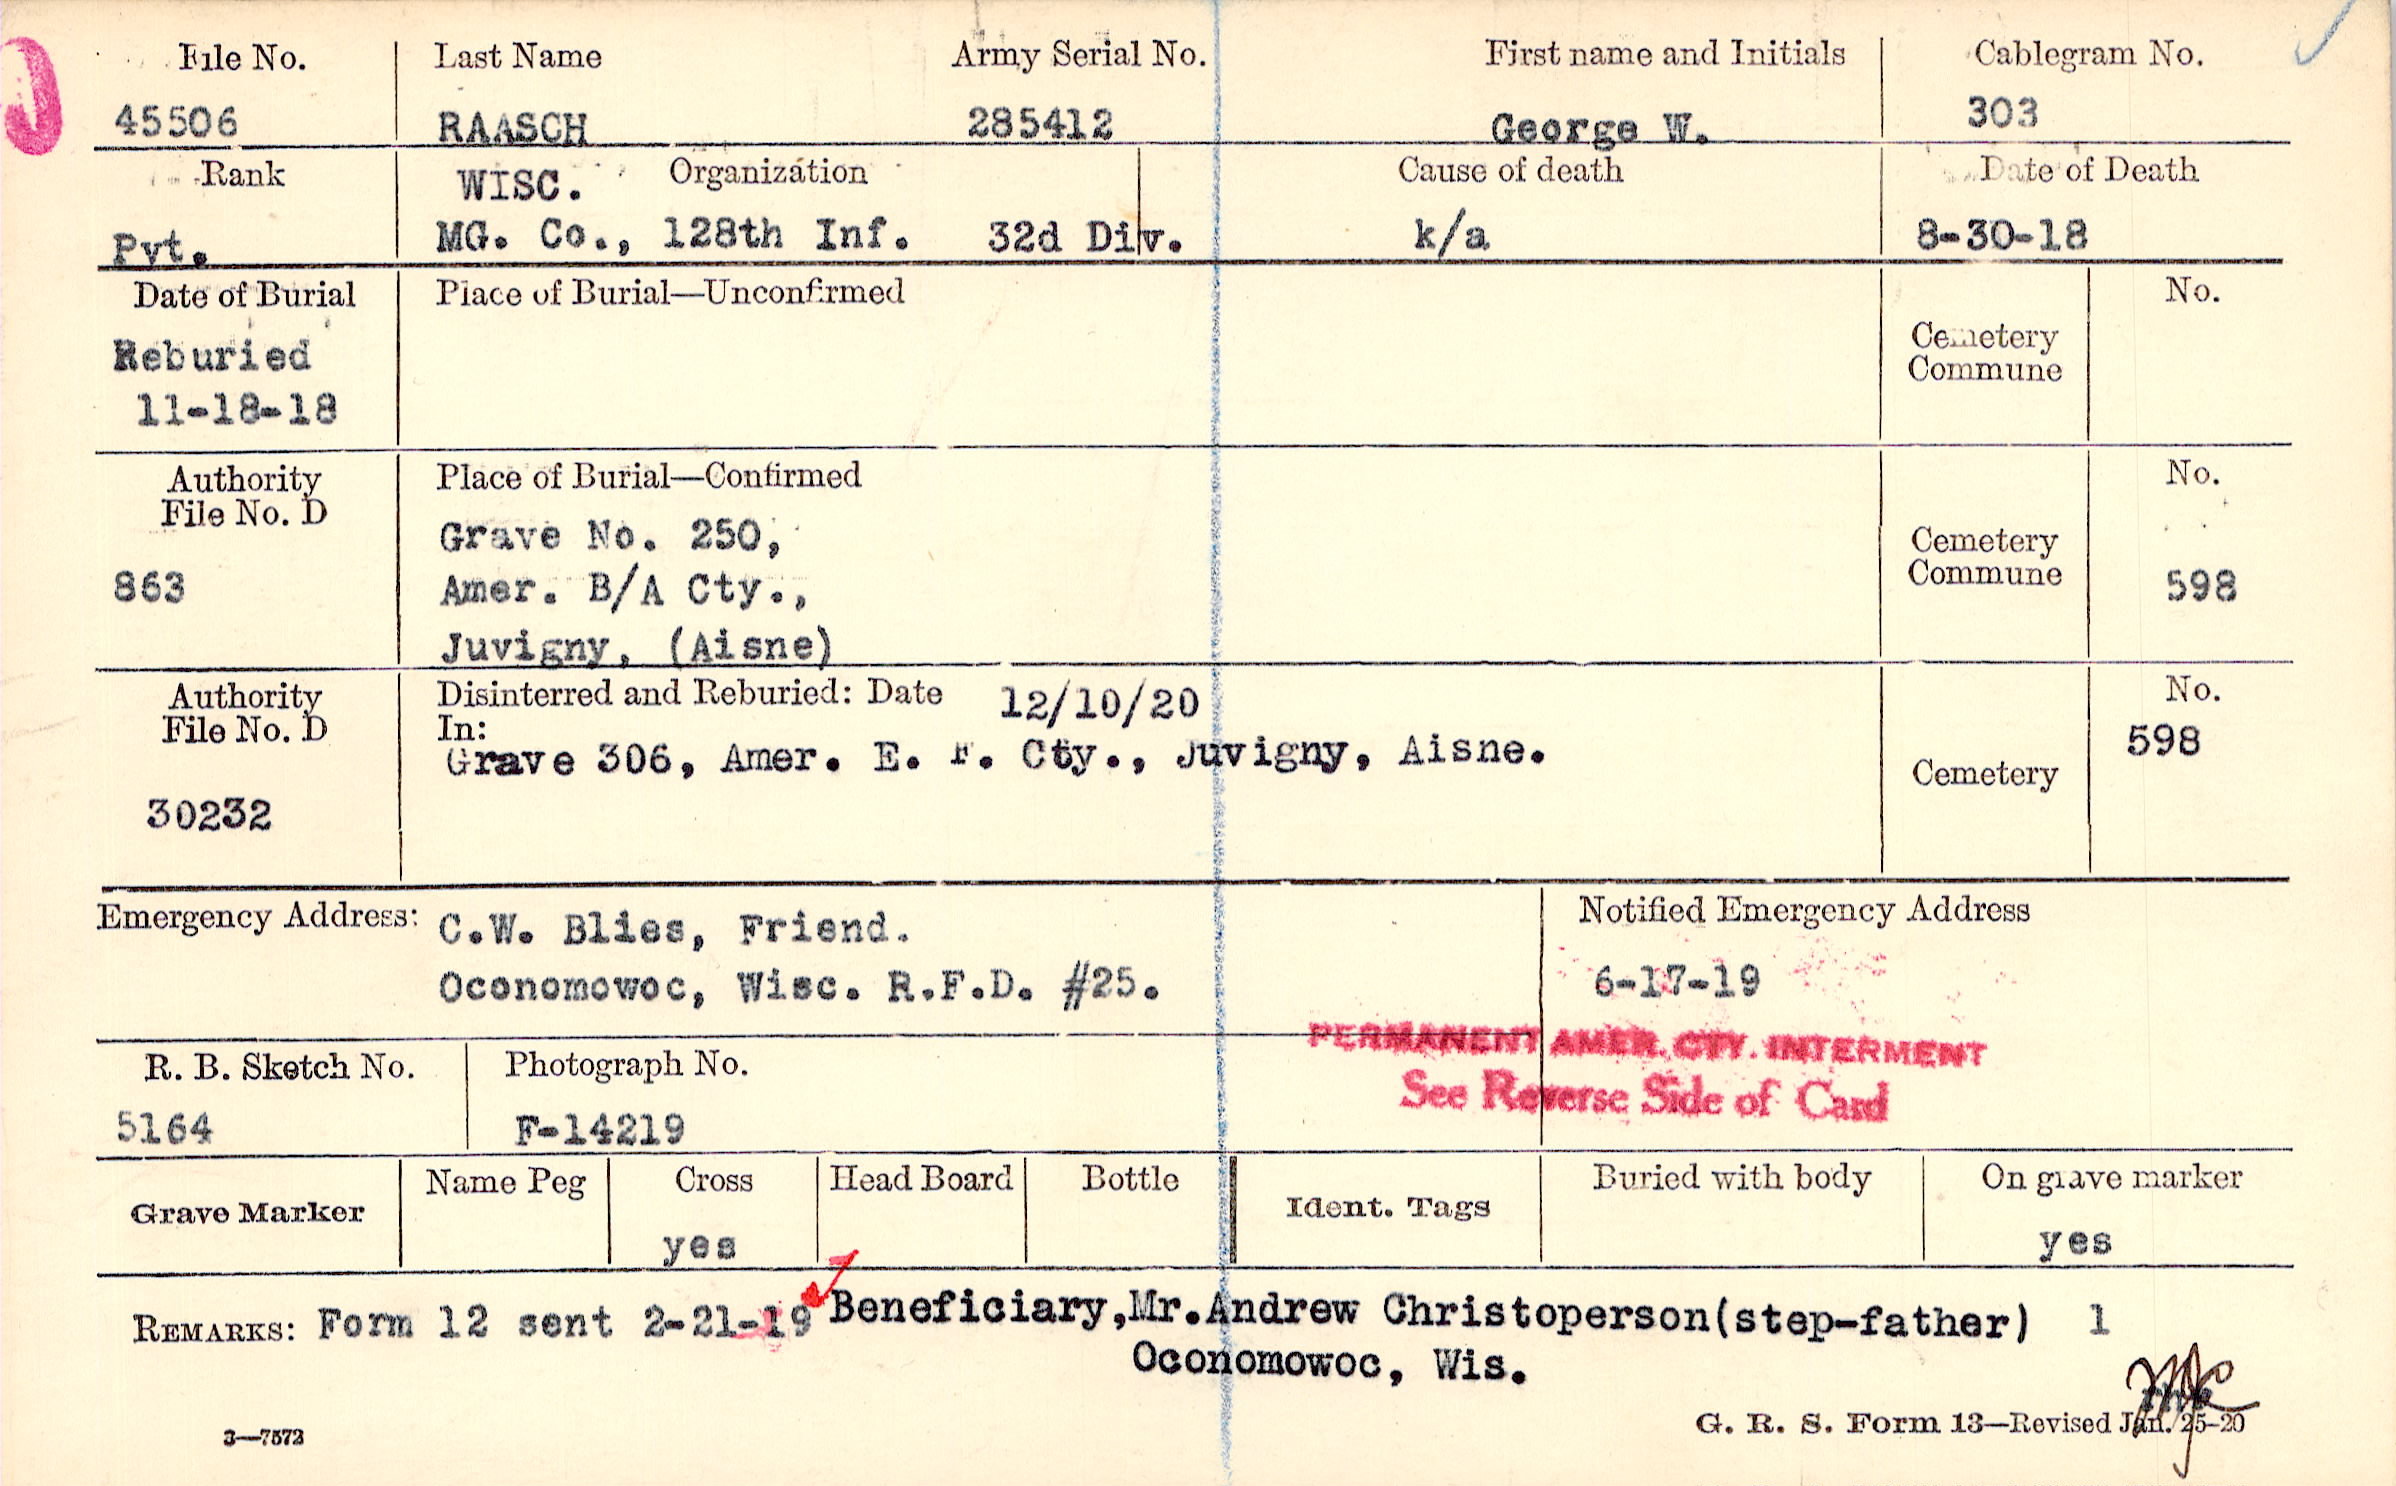 File No. Last Name Army Serial No. First name and Initials Cablegram No.
45506 RAASCH 285412 George W. 303
Rank WISC. Organization Cause of death Date of Death
Pvt. MG. Co., 128th Inf. 32d Div. k/a 8-30-18
Date of Burial Place of Burial—Unconfirmed No.
Reburied Cemetery
11-18-18 Commune
Authority Place of Burial—Confirmed No.
File No. D Grave No. 250, Cemetery
863 Amer. B/A Cty., Commune 598
Juvigny, (Aisne)
Authority Disinterred and Reburied: Date 12/10/20 No.
File No. D In: 598
Grave 306, Amer. E. F. Cty., Juvigny, Aisne.
30232 Cemetery
Emergency Address: C.W. Blies, Friend. Notified Emergency Address
Oconomowoc, Wisc. R.F.D. #25. 6-17-19
PERMANENT AMER. CTY. INTERMENT
R. B. Sketch No. Photograph No. See Reverse Side of Card
5164 F-14219
Grave Marker Name Peg Cross Head Board Bottle Ident. Tags Buried with body On grave marker
yes yes
REMARKS: Form 12 sent 2-21-19 Beneficiary,Mr.Andrew Christoperson(step-father) 1
Oconomowoc, Wis.
3—7572 G. R. S. Form 13—Revised Jan. 25-20